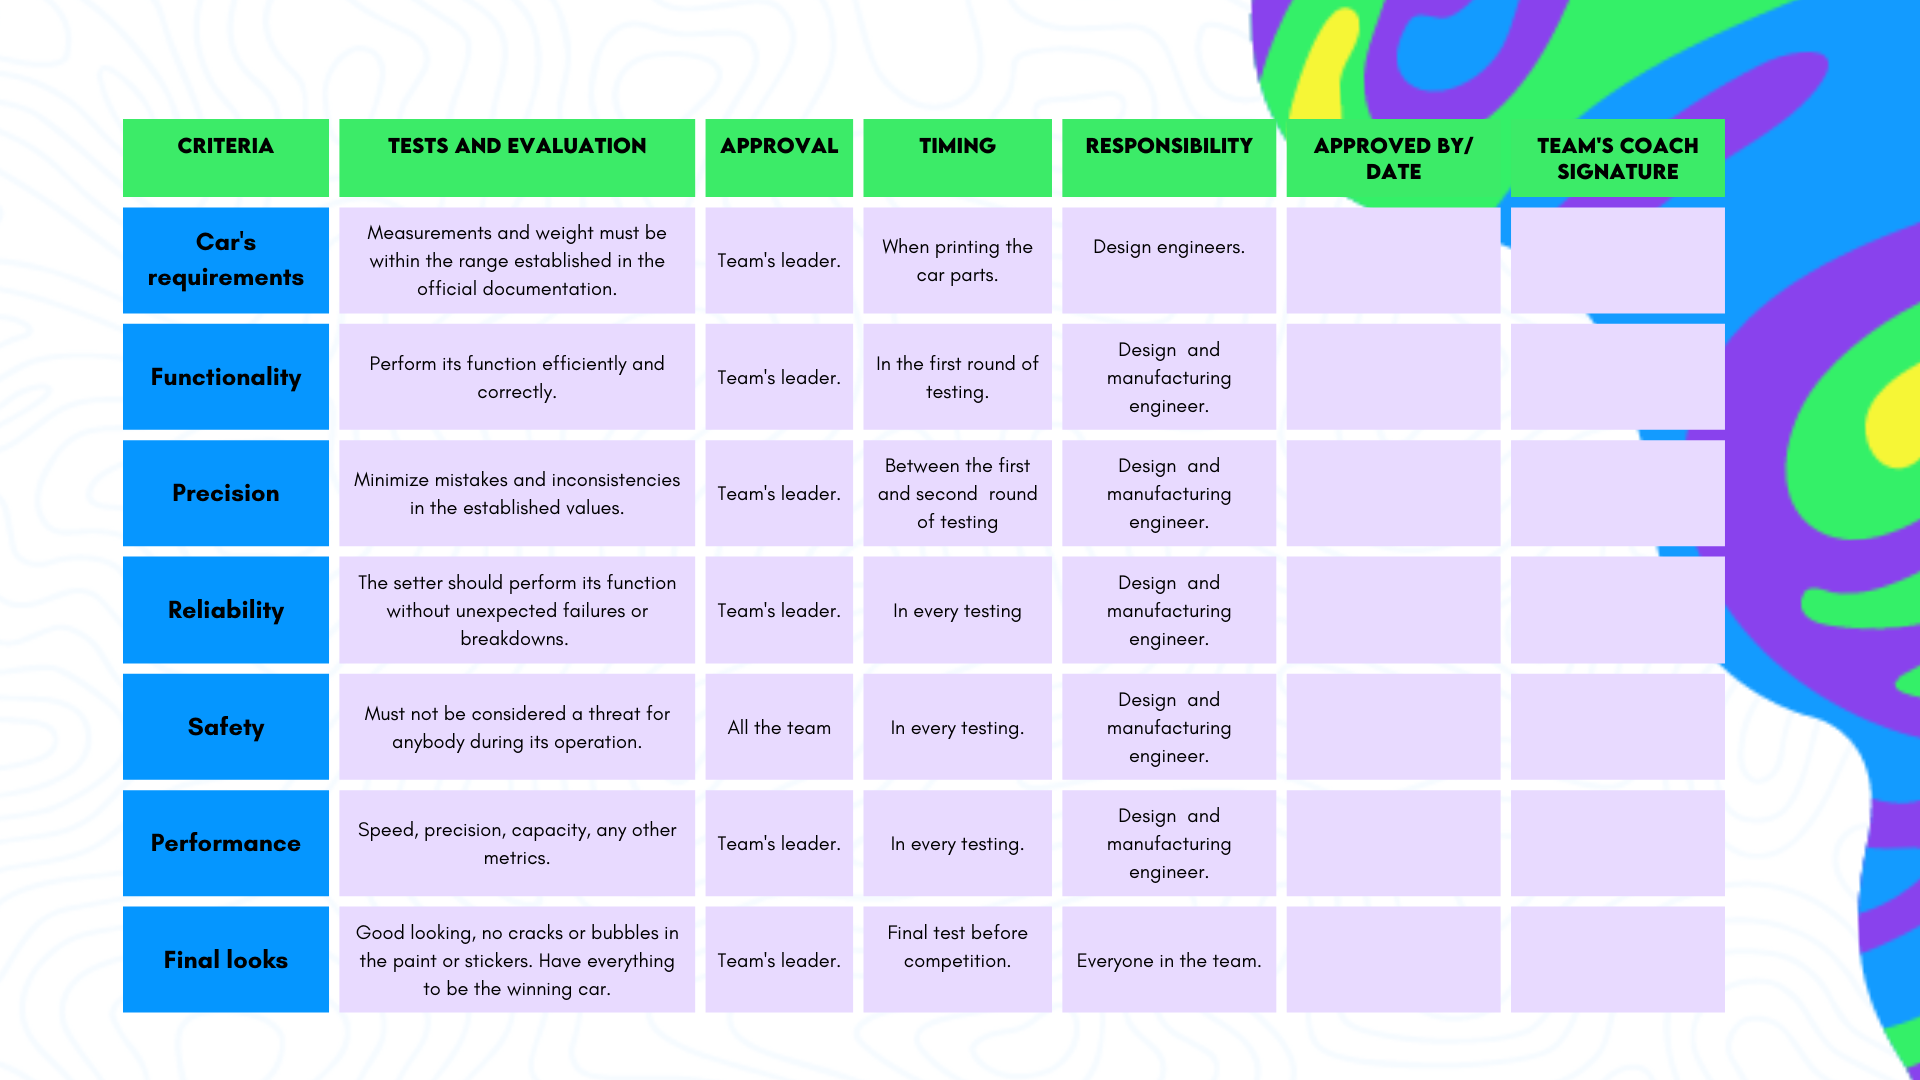 CRITERIA
TESTS AND EVALUATION
APPROVAL
TIMING
RESPONSIBILITY
APPROVED BY/
DATE
TEAM'S COACH
SIGNATURE
Car's
requirements
Measurements and weight must be
within the range established in the
official documentation.
Team's leader.
When printing the
car parts.
Design engineers.
Functionality
Perform its function efficiently and
correctly.
Team's leader.
In the first round of
testing.
Design and
manufacturing
engineer.
Precision
Minimize mistakes and inconsistencies
in the established values.
Team's leader.
Between the first
and second round
of testing
Design and
manufacturing
engineer.
Reliability
The setter should perform its function
without unexpected failures or
breakdowns.
Team's leader.
In every testing
Design and
manufacturing
engineer.
Safety
Must not be considered a threat for
anybody during its operation.
All the team
In every testing.
Design and
manufacturing
engineer.
Performance
Speed, precision, capacity, any other
metrics.
Team's leader.
In every testing.
Design and
manufacturing
engineer.
Final looks
Good looking, no cracks or bubbles in
the paint or stickers. Have everything
to be the winning car.
Team's leader.
Final test before
competition.
Everyone in the team.